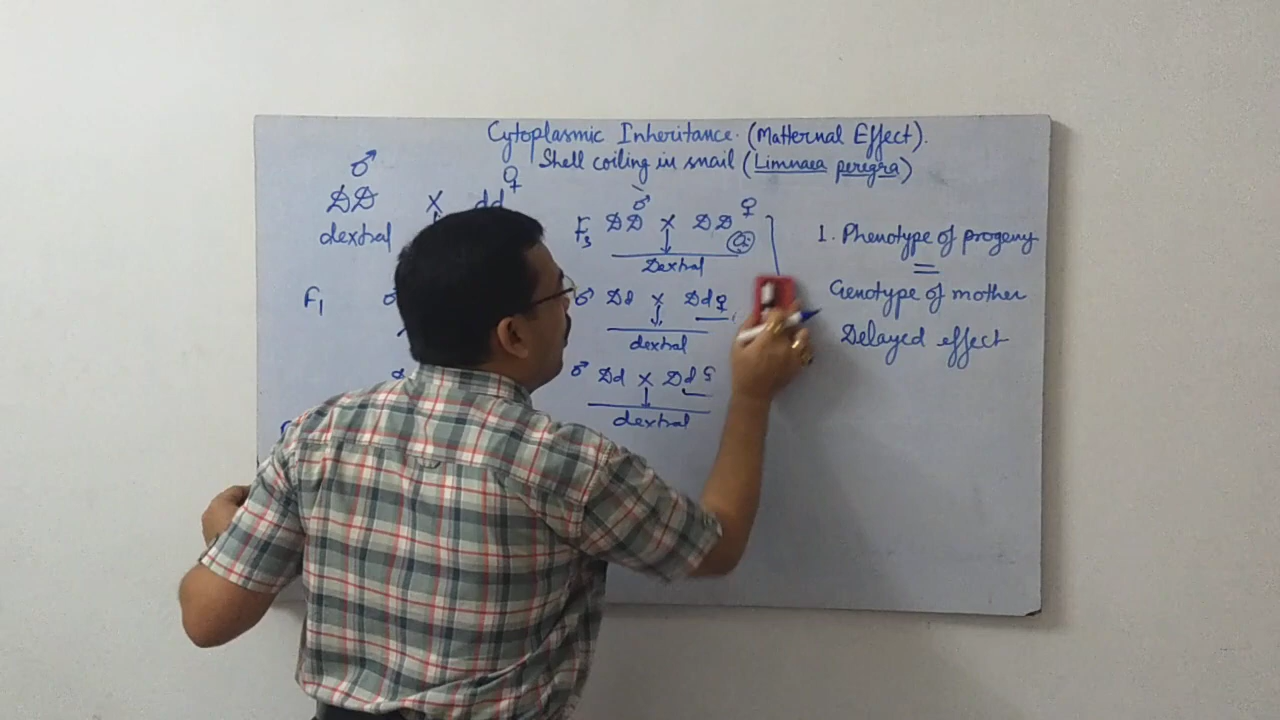 Cytoplasmic Inheritance. (Matternal Effect).
Shell coiling in snail (Limnaea peregra)
♂ ♀
DD x dd
dextral
F1 ♂
♂ ♀
F3 DD x DD
Dextral
♂ Dd x Dd ♀
dextral
♂ Dd x Dd ♀
dextral
1. Phenotype of progeny
=
Genotype of mother
Delayed effect